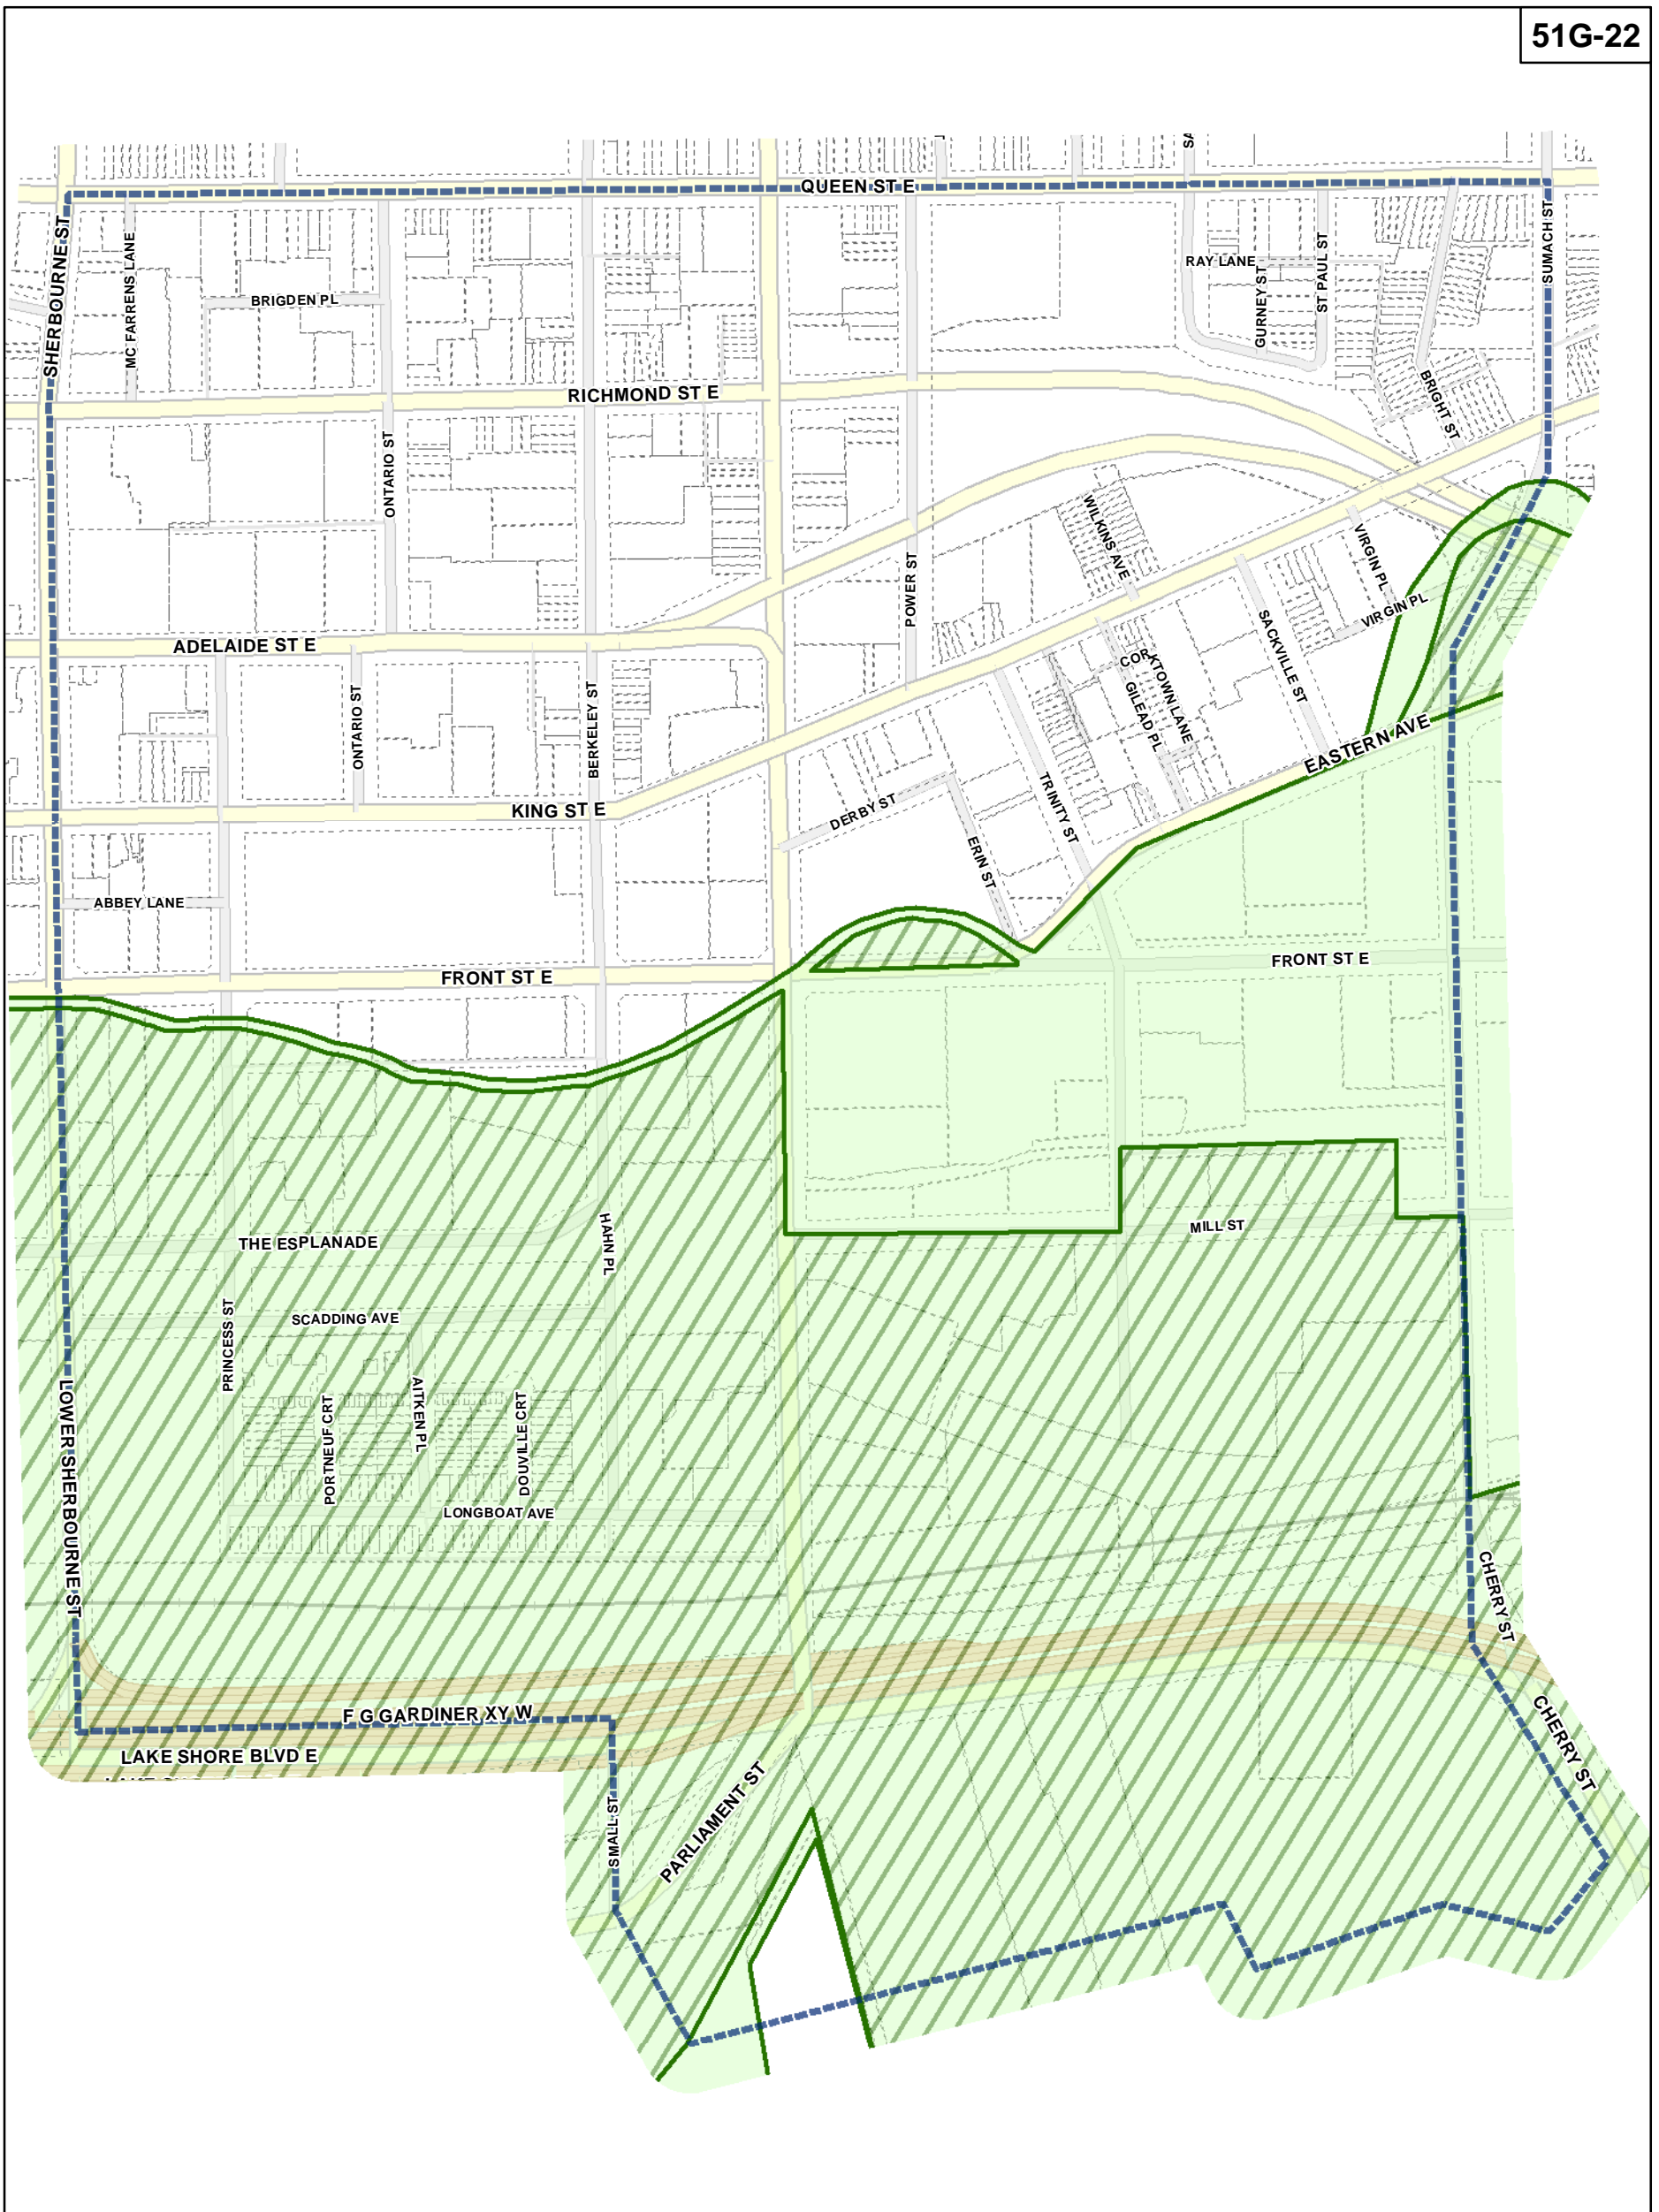 51G-22
SA
QUEEN ST E
SHERBOURNE ST
MC FARRENS LANE
BRIGDEN PL
RAY LANE
GURNEY ST
ST PAUL ST
SUMACH ST
RICHMOND ST E
BRIGHT ST
ONTARIO ST
WILKINS AVE
VIRGIN PL
POWER ST
VIRGIN PL
ADELAIDE ST E
SACKVILLE ST
CORKTOWN LANE
GILEAD PL
ONTARIO ST
BERKELEY ST
EASTERN AVE
KING ST E
DERBY ST
TRINITY ST
ERIN ST
ABBEY LANE
FRONT ST E
FRONT ST E
MILL ST
THE ESPLANADE
HAHN PL
SCADDING AVE
PRINCESS ST
PORTNEUF CRT
AITKEN PL
DOUVILLE CRT
LOWER SHERBOURNE ST
LONGBOAT AVE
CHERRY ST
F G GARDINER XY W
CHERRY ST
LAKE SHORE BLVD E
PARLIAMENT ST
SMALL ST